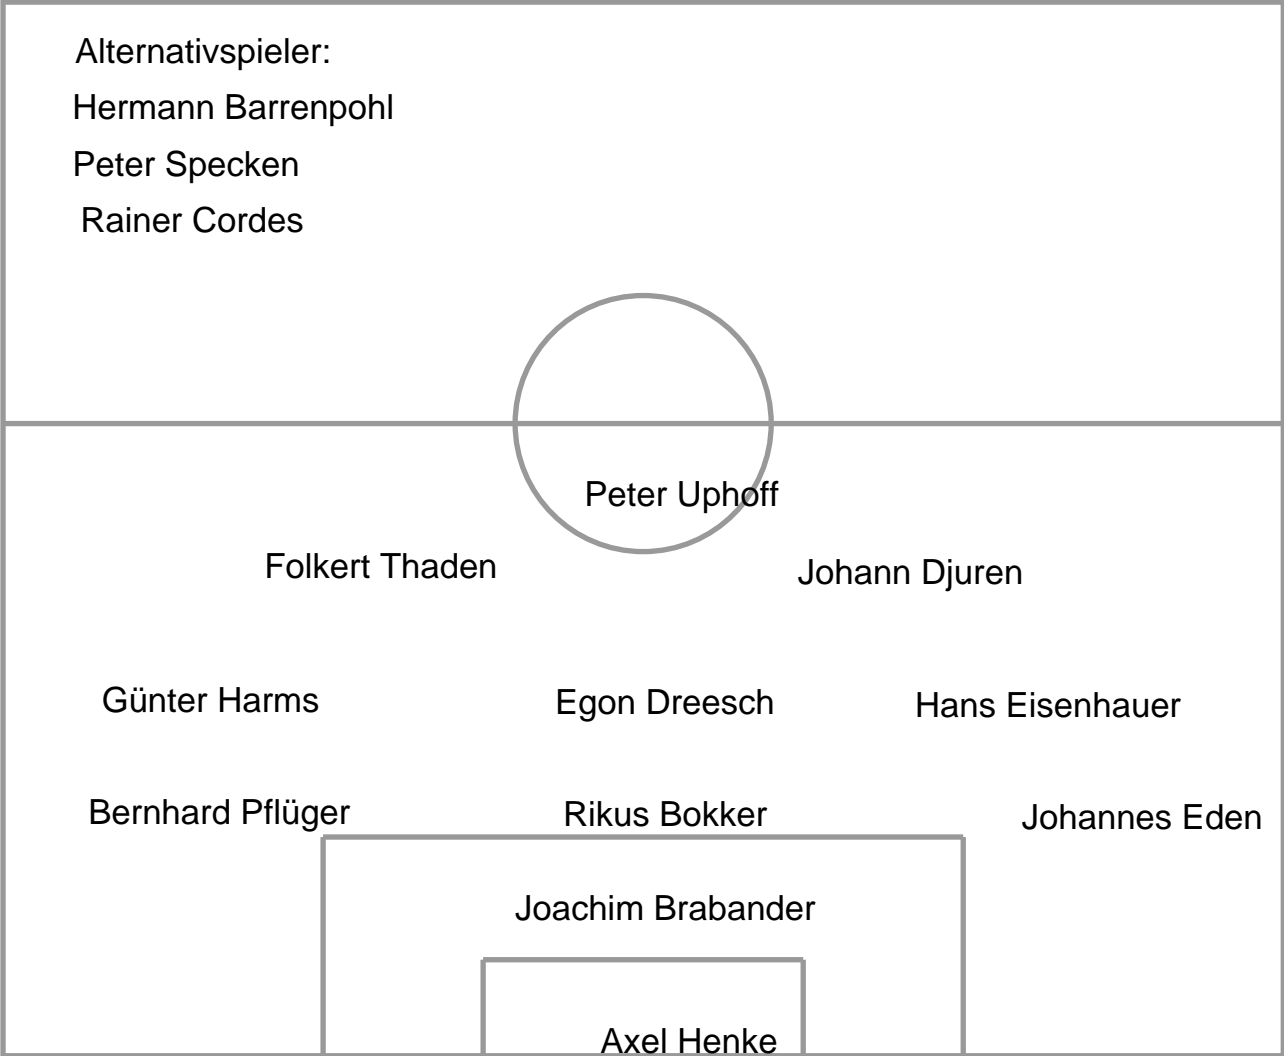 Alternativspieler:
Hermann Barrenpohl
Peter Specken
Rainer Cordes
Peter Uphoff
Folkert Thaden
Johann Djuren
Günter Harms
Egon Dreesch
Hans Eisenhauer
Bernhard Pflüger
Rikus Bokker
Johannes Eden
Joachim Brabander
Axel Henke